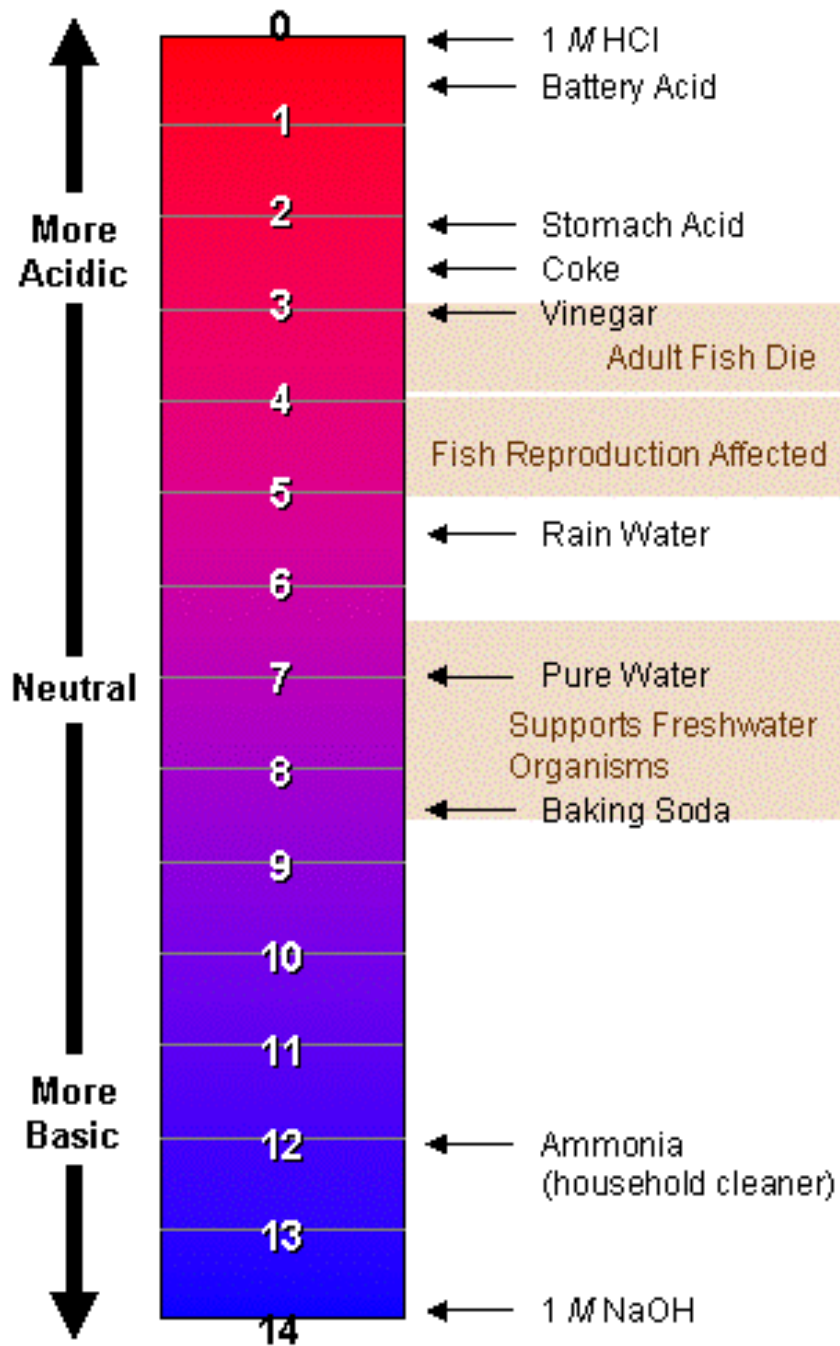 0
1 M HCl
Battery Acid
1
2
More
Acidic
Stomach Acid
Coke
3
Vinegar
Adult Fish Die
4
Fish Reproduction Affected
5
Rain Water
6
Neutral
7
Pure Water
Supports Freshwater
Organisms
8
Baking Soda
9
10
11
More
Basic
12
Ammonia
(household cleaner)
13
14
1 M NaOH